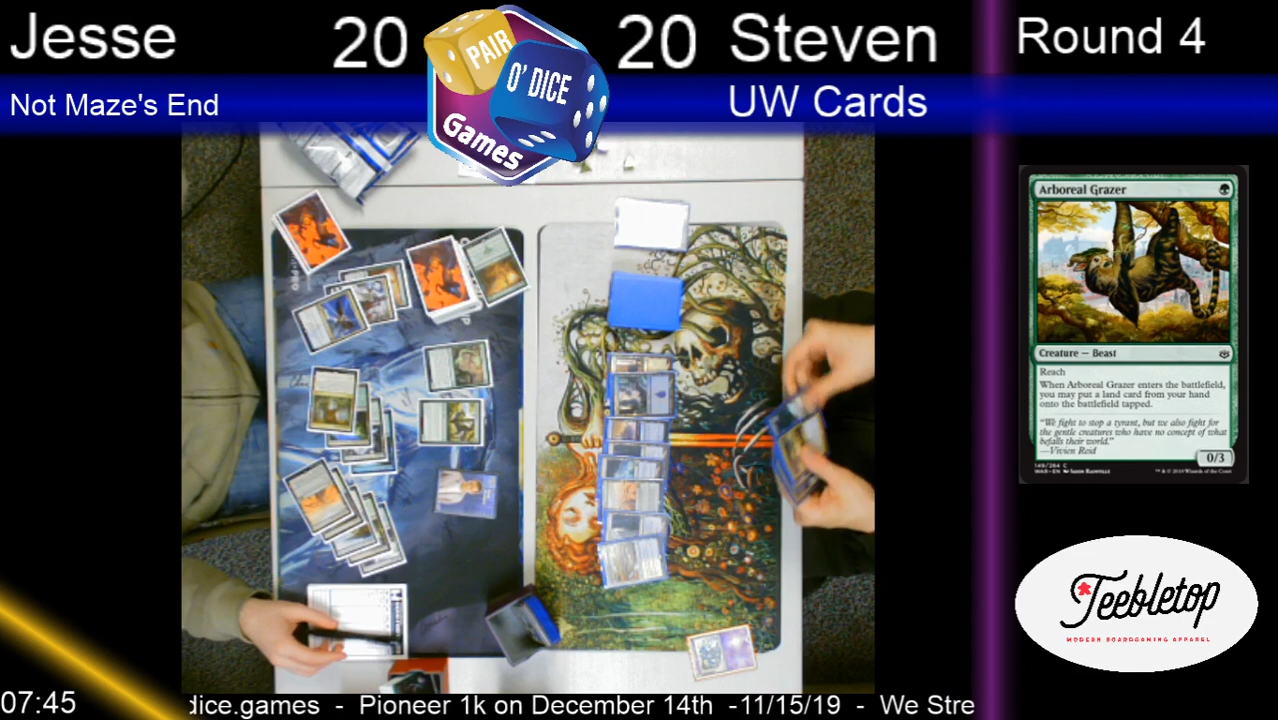 Jesse
20
20
Steven
Round 4
Not Maze's End
UW Cards
PAIR
O' DICE
Games
Arboreal Grazer
Creature — Beast
Reach
When Arboreal Grazer enters the battlefield,
you may put a land card from your hand
onto the battlefield tapped.
"We fight to stop a tyrant, but we also fight for
the gentle creatures who have no concept of what
befalls their world."
—Vivien Reid
0/3
Teebletop
MODERN BOARDGAMING APPAREL
07:45
dice.games - Pioneer 1k on December 14th -11/15/19 - We Stre